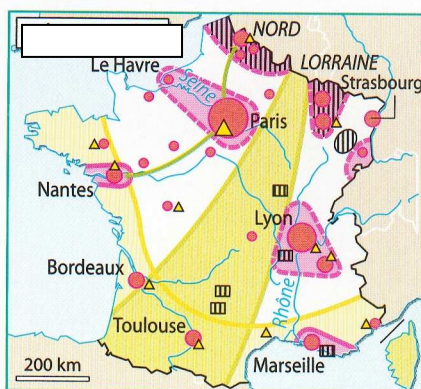 NORD
LORRAINE
Le Havre
Strasbourg
Seine
Paris
Nantes
Lyon
Bordeaux
Rhône
Toulouse
Marseille
200 km